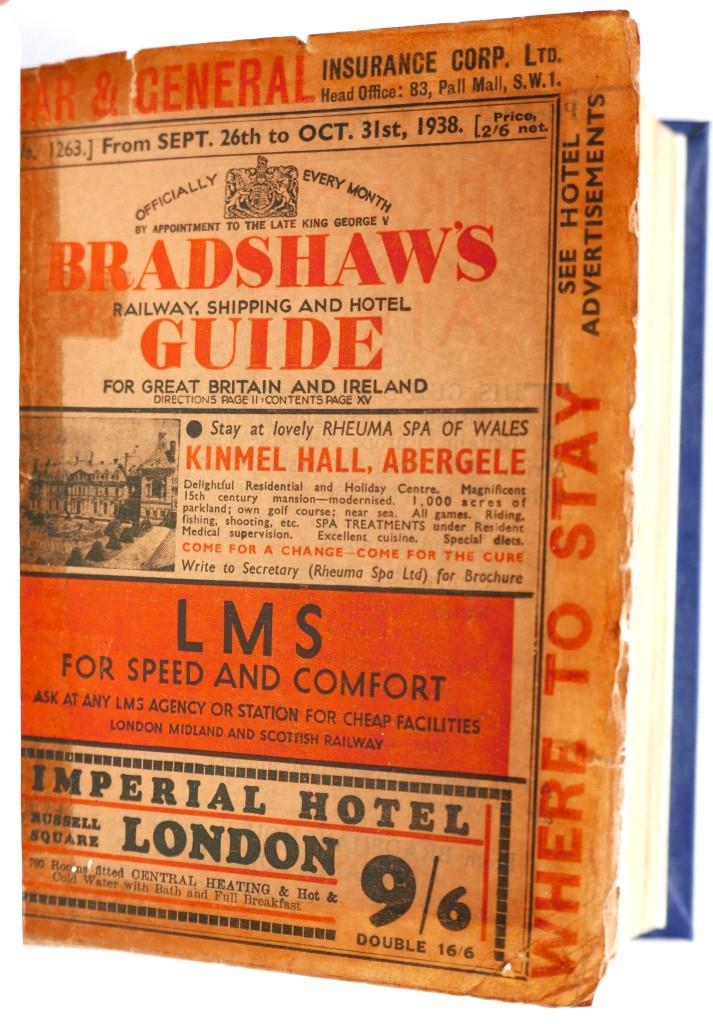 AR & GENERAL INSURANCE CORP. LTD.
Head Office: 83, Pall Mall, S.W.1.
1263.] From SEPT. 26th to OCT. 31st, 1938. [Price, 2/6 net.
OFFICIALLY EVERY MONTH
BY APPOINTMENT TO THE LATE KING GEORGE V
BRADSHAW'S
RAILWAY, SHIPPING AND HOTEL
GUIDE
FOR GREAT BRITAIN AND IRELAND
DIRECTIONS PAGE II : CONTENTS PAGE XV
● Stay at lovely RHEUMA SPA OF WALES
KINMEL HALL, ABERGELE
Delightful Residential and Holiday Centre. Magnificent
15th century mansion—modernised. 1,000 acres of
parkland; own golf course; near sea. All games. Riding,
fishing, shooting, etc. SPA TREATMENTS under Resident
Medical supervision. Excellent cuisine. Special diets.
COME FOR A CHANGE—COME FOR THE CURE
Write to Secretary (Rheuma Spa Ltd) for Brochure
LMS
FOR SPEED AND COMFORT
ASK AT ANY LMS AGENCY OR STATION FOR CHEAP FACILITIES
LONDON MIDLAND AND SCOTTISH RAILWAY
IMPERIAL HOTEL
RUSSELL
SQUARE
LONDON
700 Rooms fitted CENTRAL HEATING & Hot &
Cold Water with Bath and Full Breakfast
9/6
DOUBLE 16/6
WHERE TO STAY
SEE HOTEL
ADVERTISEMENTS